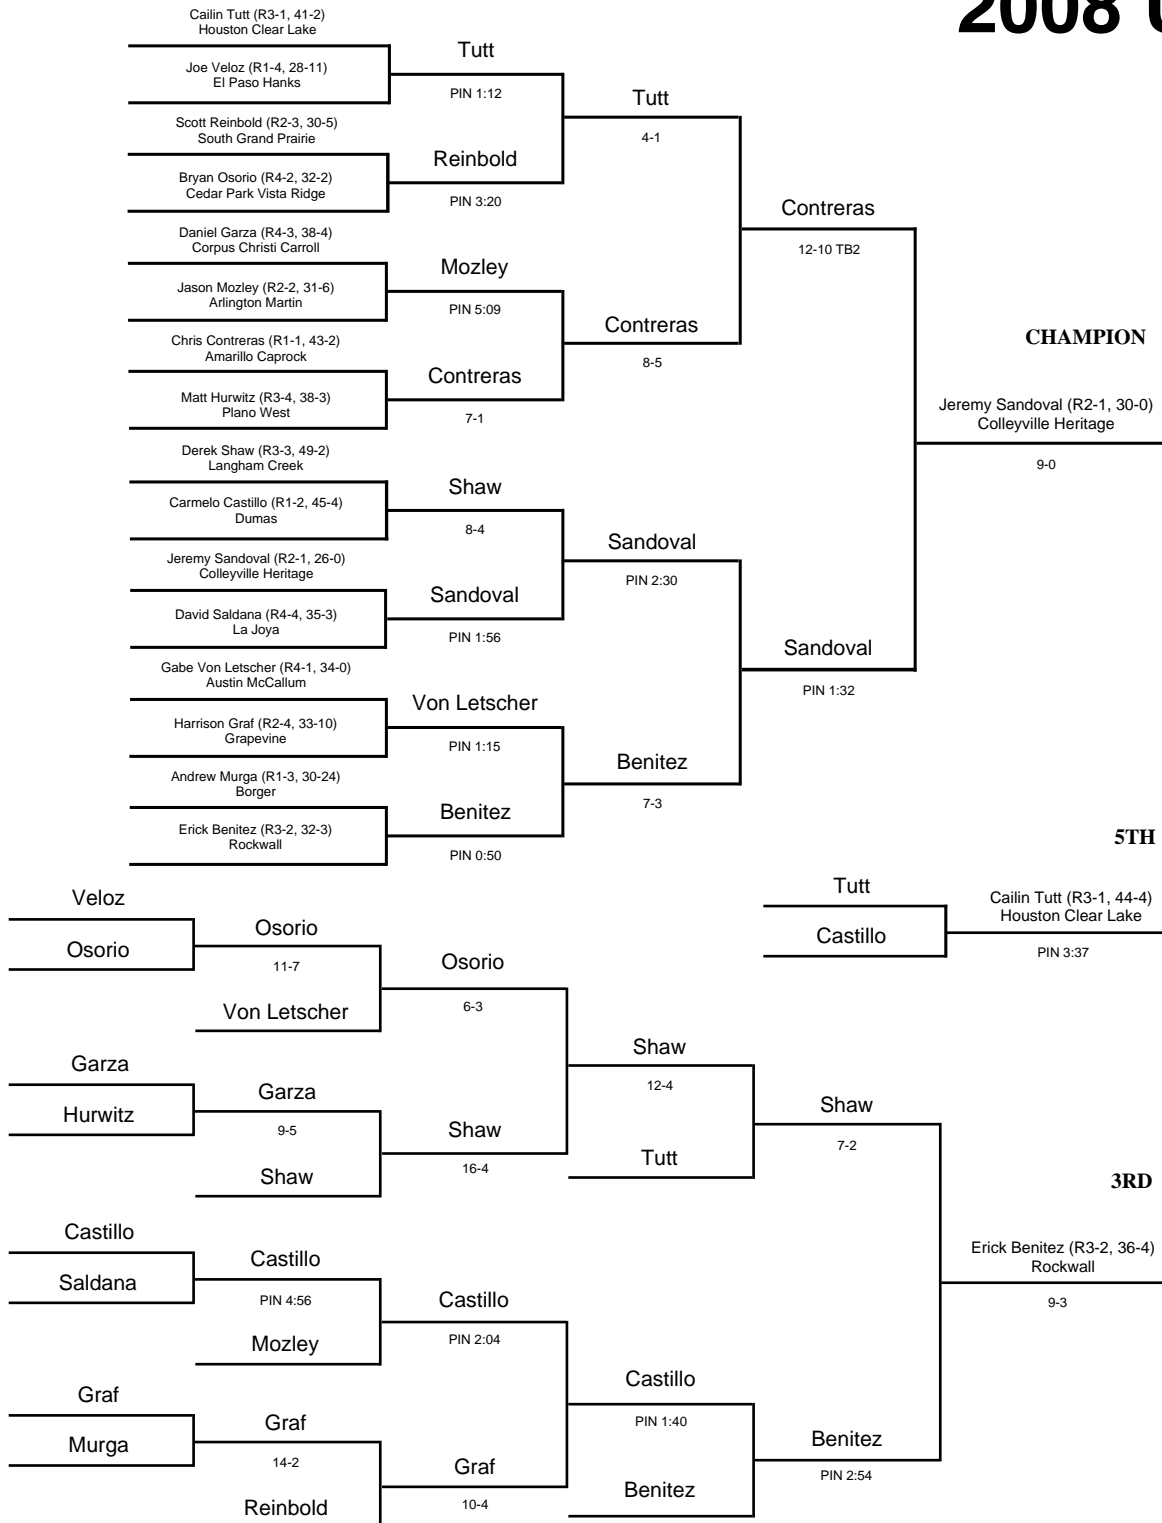 2008 U
Cailin Tutt (R3-1, 41-2)
Houston Clear Lake
Tutt
Joe Veloz (R1-4, 28-11)
El Paso Hanks
PIN 1:12
Tutt
4-1
Scott Reinbold (R2-3, 30-5)
South Grand Prairie
Reinbold
Bryan Osorio (R4-2, 32-2)
Cedar Park Vista Ridge
PIN 3:20
Contreras
12-10 TB2
Daniel Garza (R4-3, 38-4)
Corpus Christi Carroll
Mozley
Jason Mozley (R2-2, 31-6)
Arlington Martin
PIN 5:09
Contreras
8-5
Chris Contreras (R1-1, 43-2)
Amarillo Caprock
Contreras
Matt Hurwitz (R3-4, 38-3)
Plano West
7-1
CHAMPION
Jeremy Sandoval (R2-1, 30-0)
Colleyville Heritage
9-0
Derek Shaw (R3-3, 49-2)
Langham Creek
Shaw
Carmelo Castillo (R1-2, 45-4)
Dumas
8-4
Sandoval
PIN 2:30
Jeremy Sandoval (R2-1, 26-0)
Colleyville Heritage
Sandoval
David Saldana (R4-4, 35-3)
La Joya
PIN 1:56
Sandoval
PIN 1:32
Gabe Von Letscher (R4-1, 34-0)
Austin McCallum
Von Letscher
Harrison Graf (R2-4, 33-10)
Grapevine
PIN 1:15
Benitez
7-3
Andrew Murga (R1-3, 30-24)
Borger
Benitez
Erick Benitez (R3-2, 32-3)
Rockwall
PIN 0:50
5TH
Tutt
Castillo
Cailin Tutt (R3-1, 44-4)
Houston Clear Lake
PIN 3:37
Veloz
Osorio
Osorio
11-7
Von Letscher
Osorio
6-3
Garza
Hurwitz
Garza
9-5
Shaw
Shaw
16-4
Shaw
12-4
Tutt
Shaw
7-2
3RD
Erick Benitez (R3-2, 36-4)
Rockwall
9-3
Castillo
Saldana
Castillo
PIN 4:56
Mozley
Castillo
PIN 2:04
Graf
Murga
Graf
14-2
Reinbold
Graf
10-4
Castillo
PIN 1:40
Benitez
Benitez
PIN 2:54